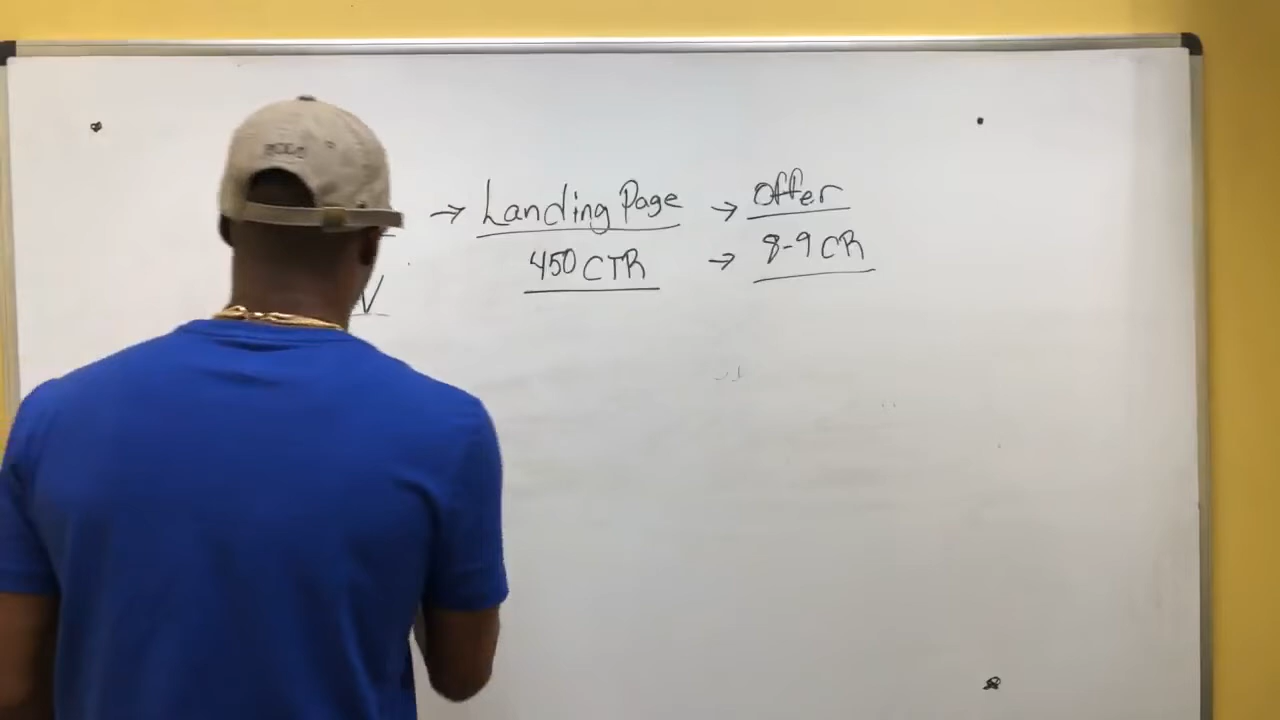 → Landing Page → Offer
V 450 CTR → 8-9 CR